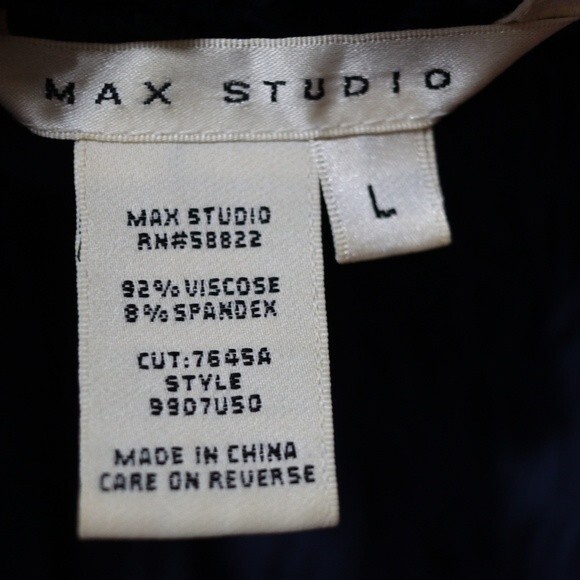 MAX STUDIO
L
MAX STUDIO
RN#58822
92% VISCOSE
8% SPANDEX
CUT:7645A
STYLE
9907U50
MADE IN CHINA
CARE ON REVERSE